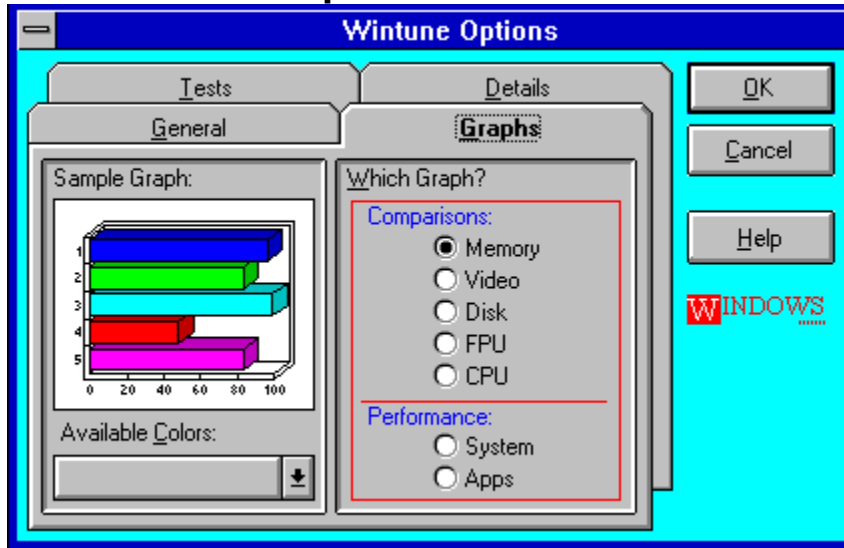 Wintune Options
Tests
Details
OK
General
Graphs
Cancel
Sample Graph:
Which Graph?
Comparisons:
Memory
Help
Video
Disk
FPU
CPU
WINDOWS
1
2
3
4
5
0 20 40 60 80 100
Available Colors:
Performance:
System
Apps